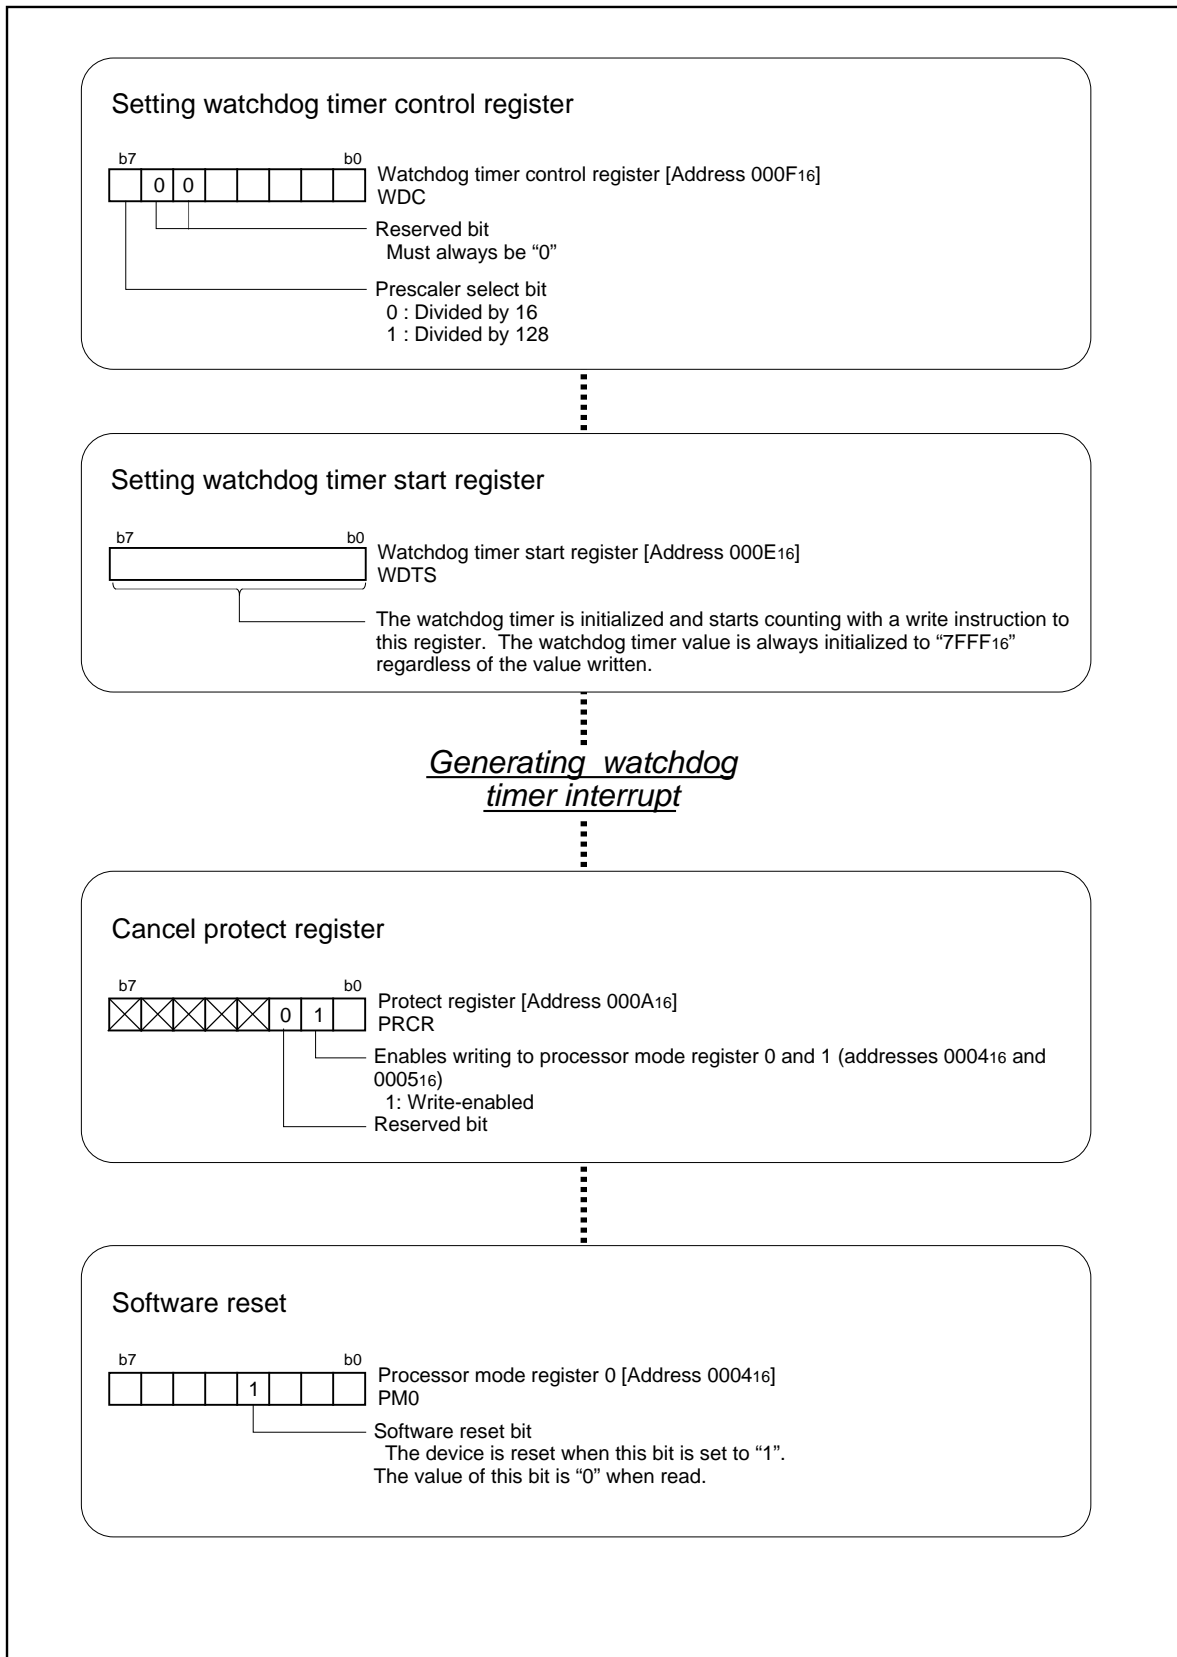 Setting watchdog timer control register
b7 b0
0 0
Watchdog timer control register [Address 000F16]
WDC
Reserved bit
Must always be “0”
Prescaler select bit
0 : Divided by 16
1 : Divided by 128
Setting watchdog timer start register
b7 b0
Watchdog timer start register [Address 000E16]
WDTS
The watchdog timer is initialized and starts counting with a write instruction to
this register. The watchdog timer value is always initialized to “7FFF16”
regardless of the value written.
Generating watchdog
timer interrupt
Cancel protect register
b7 b0
0 1
Protect register [Address 000A16]
PRCR
Enables writing to processor mode register 0 and 1 (addresses 000416 and
000516)
1: Write-enabled
Reserved bit
Software reset
b7 b0
1
Processor mode register 0 [Address 000416]
PM0
Software reset bit
The device is reset when this bit is set to “1”.
The value of this bit is “0” when read.